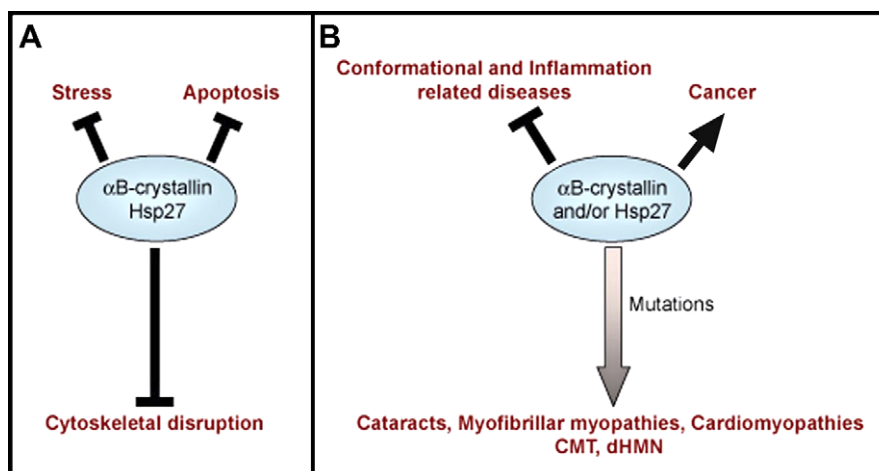 A
Stress
Apoptosis
αB-crystallin
Hsp27
Cytoskeletal disruption
B
Conformational and Inflammation
related diseases
Cancer
αB-crystallin
and/or Hsp27
Mutations
Cataracts, Myofibrillar myopathies, Cardiomyopathies
CMT, dHMN